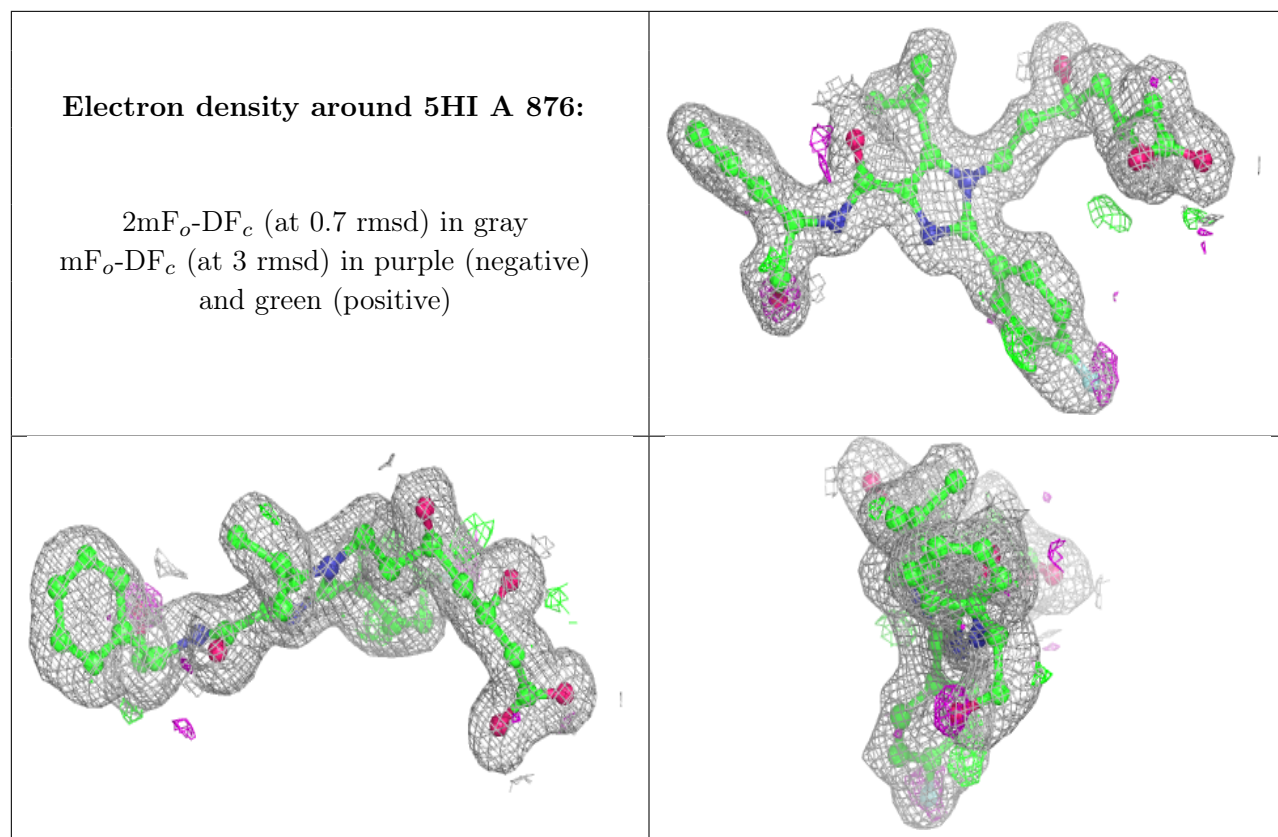 Electron density around 5HI A 876:
2mFₒ-DF𝒸 (at 0.7 rmsd) in gray
mFₒ-DF𝒸 (at 3 rmsd) in purple (negative)
and green (positive)